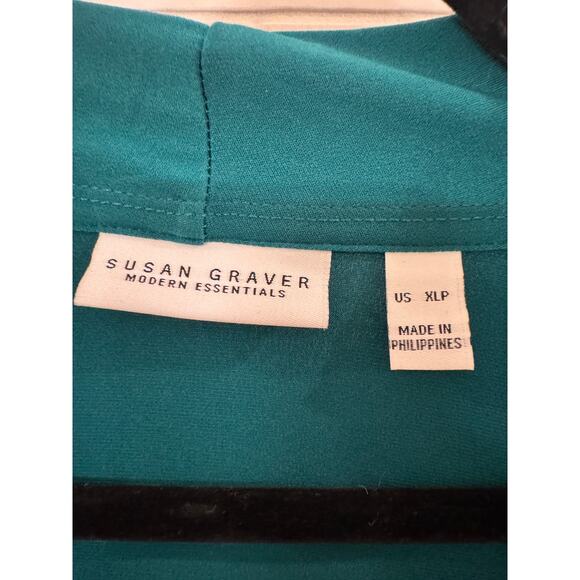 SUSAN GRAVER
MODERN ESSENTIALS
US XLP
MADE IN
PHILIPPINES